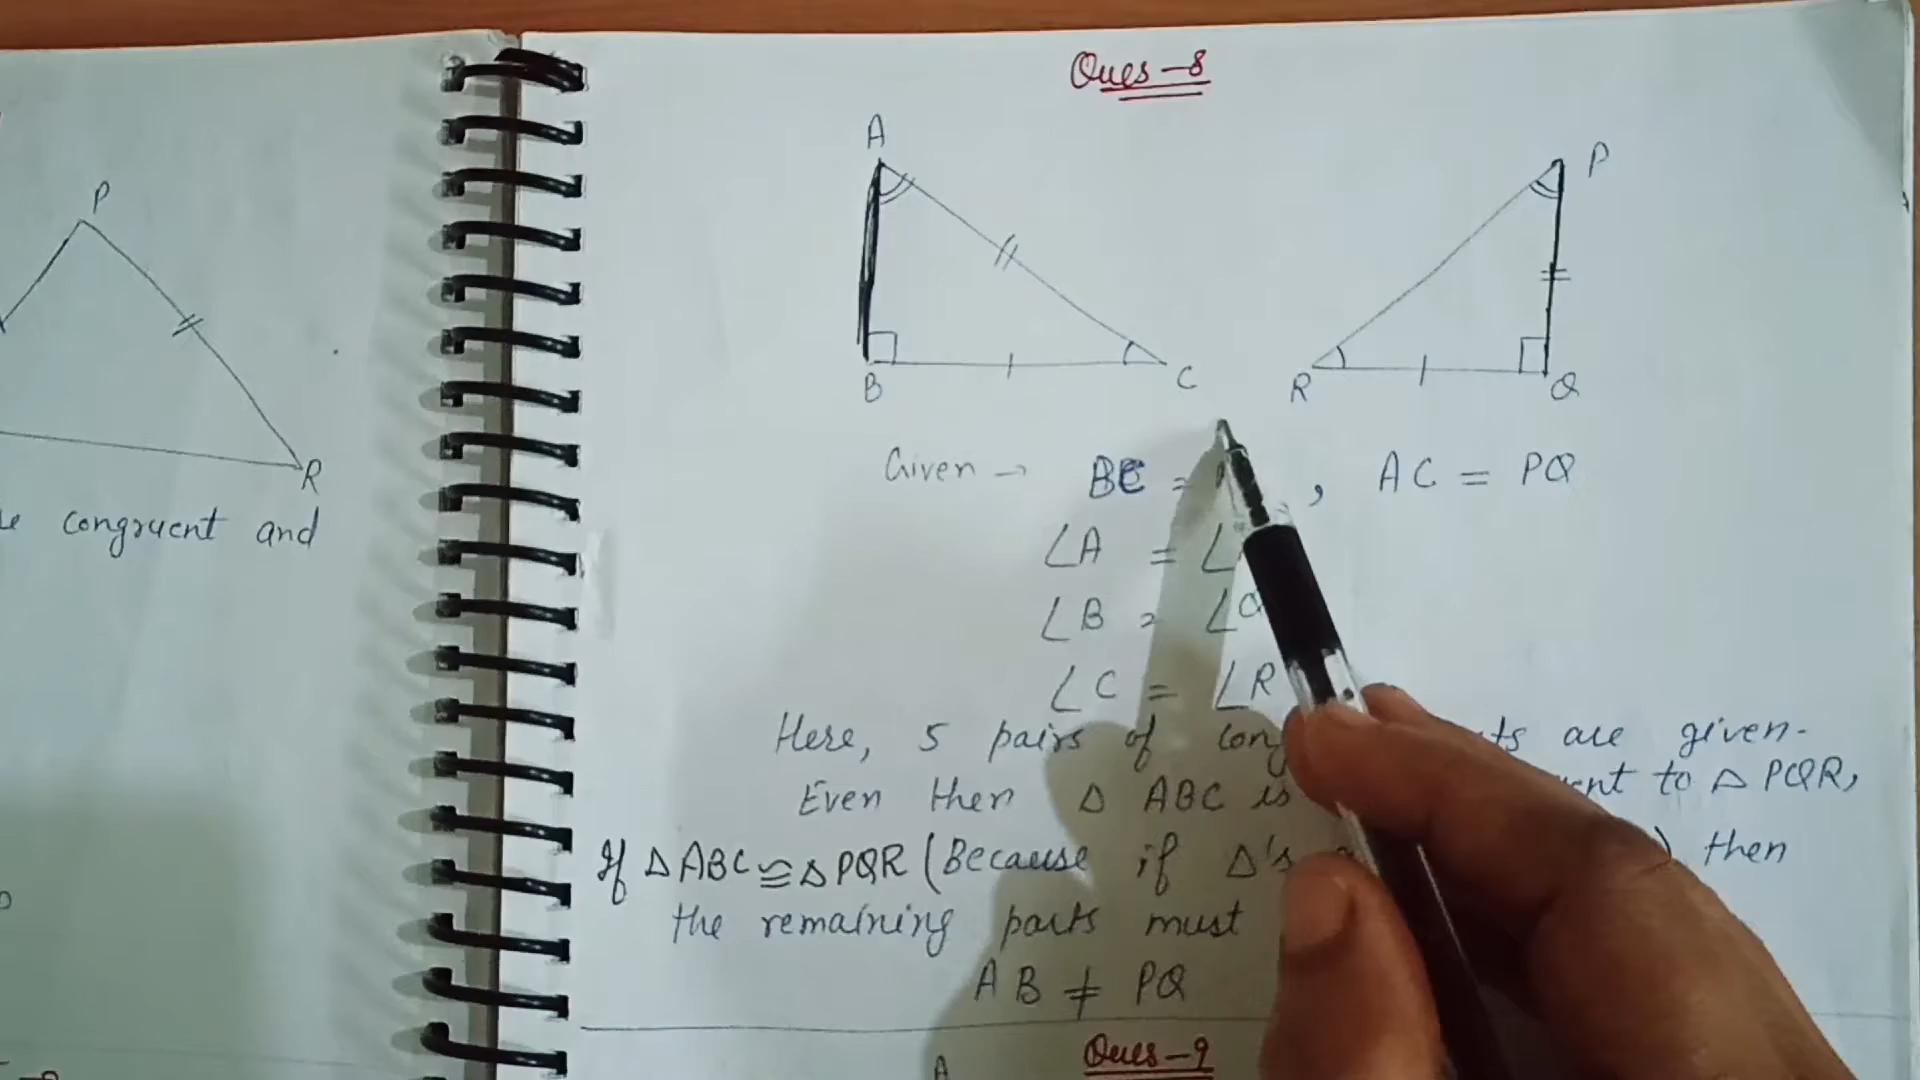 P
R
le congruent and
Ques - 8
A
P
B
C
R
Q
Given → BC = , AC = PQ
∠A = ∠
∠B = ∠Q
∠C = ∠R
Here, 5 pairs of are given.
Even then Δ ABC is to Δ PQR,
If Δ ABC ≅ Δ PQR (Because if Δ's ) then
the remaining parts must
AB ≠ PQ
Ques - 9
A